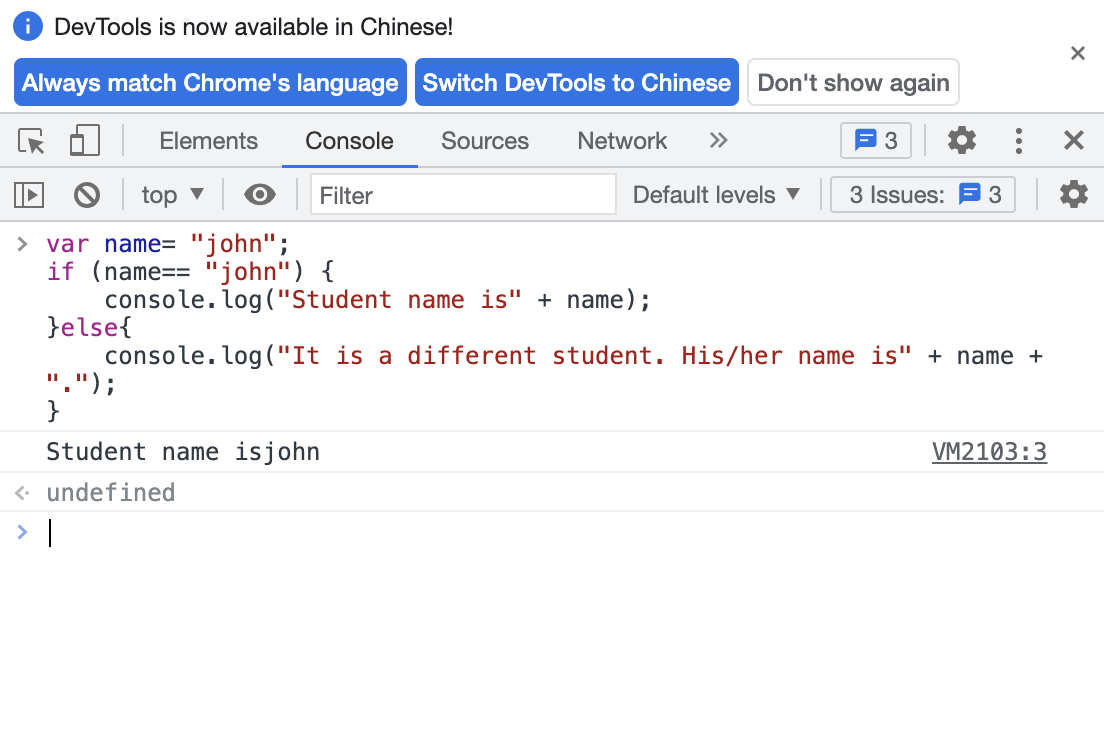 DevTools is now available in Chinese!
Always match Chrome's language Switch DevTools to Chinese Don't show again
Elements Console Sources Network 3
top Filter Default levels 3 Issues: 3
var name= "john";
if (name== "john") {
    console.log("Student name is" + name);
}else{
    console.log("It is a different student. His/her name is" + name +
".");
}
Student name isjohn VM2103:3
undefined